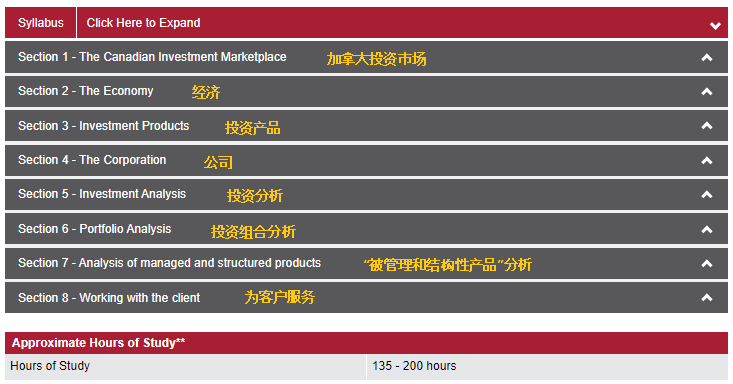 Syllabus Click Here to Expand
Section 1 - The Canadian Investment Marketplace 加拿大投资市场
Section 2 - The Economy 经济
Section 3 - Investment Products 投资产品
Section 4 - The Corporation 公司
Section 5 - Investment Analysis 投资分析
Section 6 - Portfolio Analysis 投资组合分析
Section 7 - Analysis of managed and structured products “被管理和结构性产品”分析
Section 8 - Working with the client 为客户服务
Approximate Hours of Study**
Hours of Study 135 - 200 hours